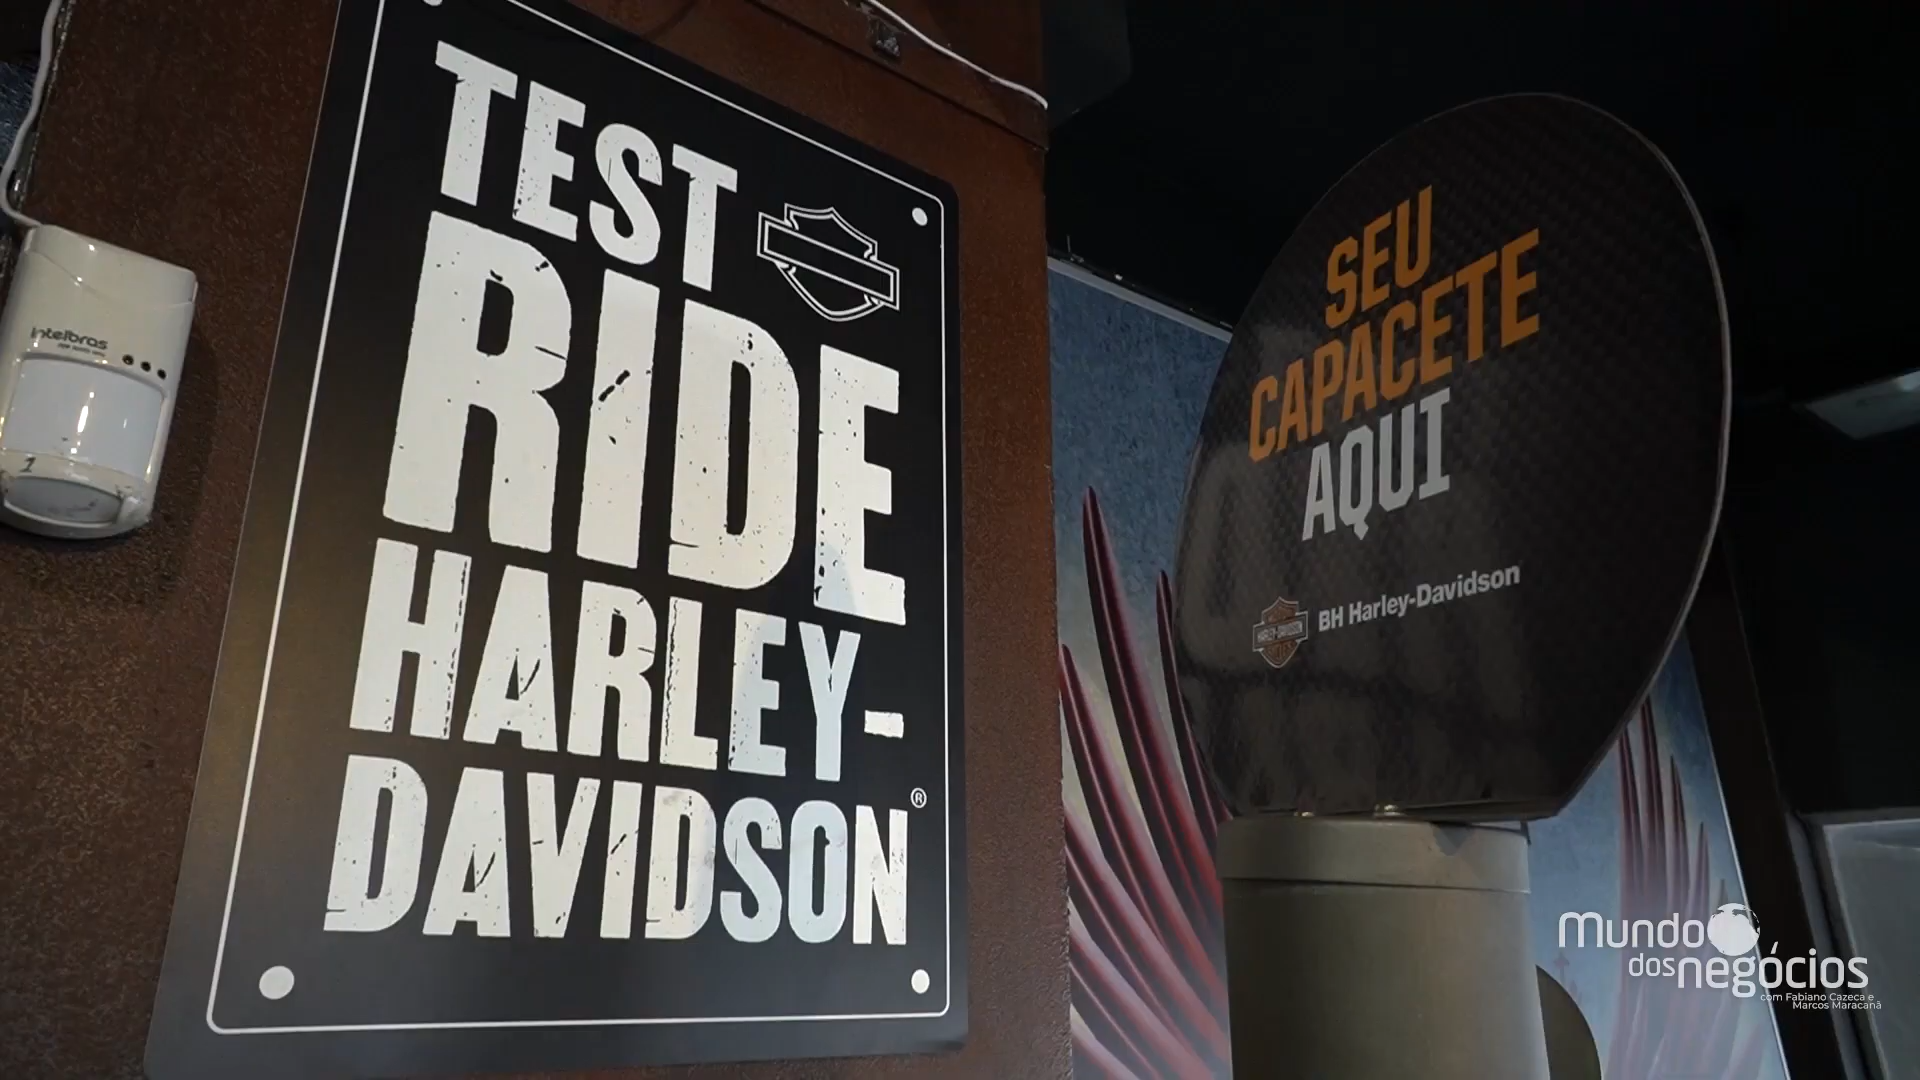 TEST
RIDE
HARLEY-
DAVIDSON®
intelbras
SEU
CAPACETE
AQUI
HARLEY-DAVIDSON
BH Harley-Davidson
Mundo
dos negócios
com Fabiano Cazeca e
Marcos Maracanã